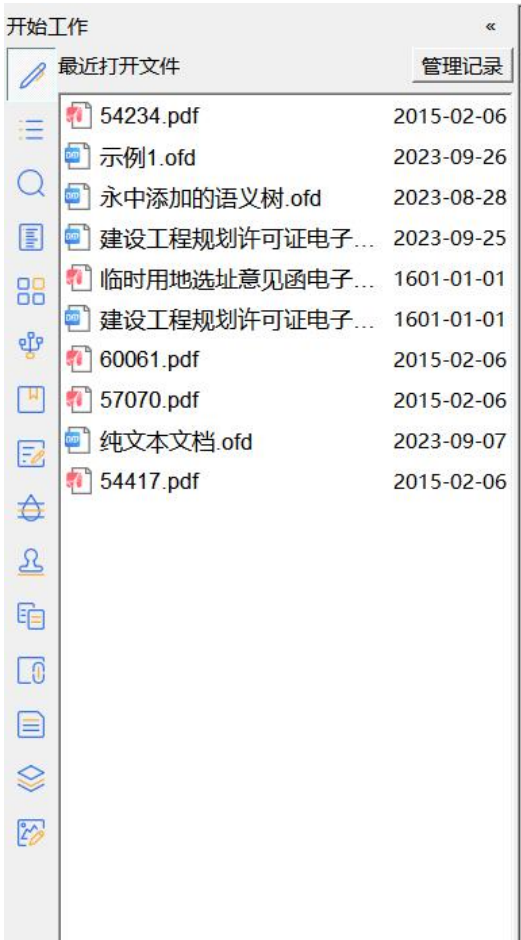 开始工作 «
最近打开文件 管理记录
54234.pdf 2015-02-06
示例1.ofd 2023-09-26
永中添加的语义树.ofd 2023-08-28
建设工程规划许可证电子... 2023-09-25
临时用地选址意见函电子... 1601-01-01
建设工程规划许可证电子... 1601-01-01
60061.pdf 2015-02-06
57070.pdf 2015-02-06
纯文本文档.ofd 2023-09-07
54417.pdf 2015-02-06